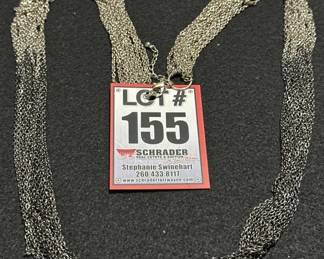 LOT #
155
SCHRADER
REAL ESTATE & AUCTION
Stephanie Swinehart
260.433.8117
www.schraderfortwayne.com